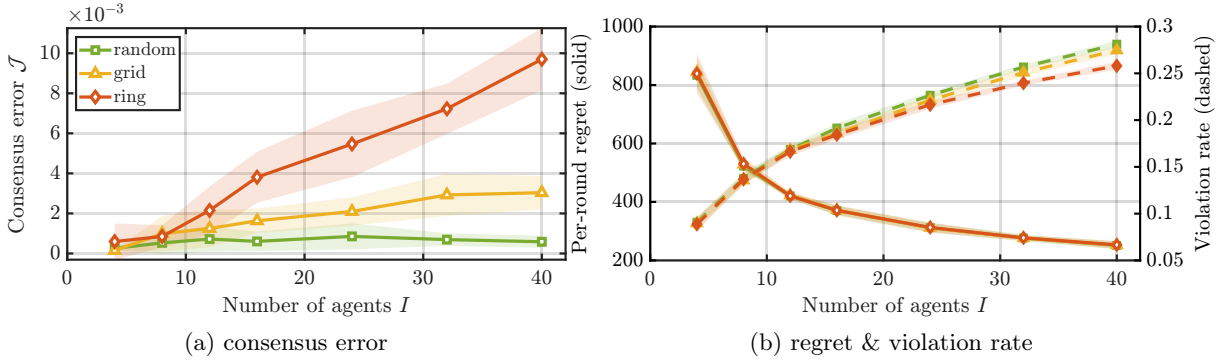 ×10⁻³
Consensus error 𝒥
10
8
6
4
2
0
random
grid
ring
0
10
20
30
40
Number of agents I
(a) consensus error
Per-round regret (solid)
1000
800
600
400
200
0
10
20
30
40
Number of agents I
0.3
0.25
0.2
0.15
0.1
0.05
Violation rate (dashed)
(b) regret & violation rate